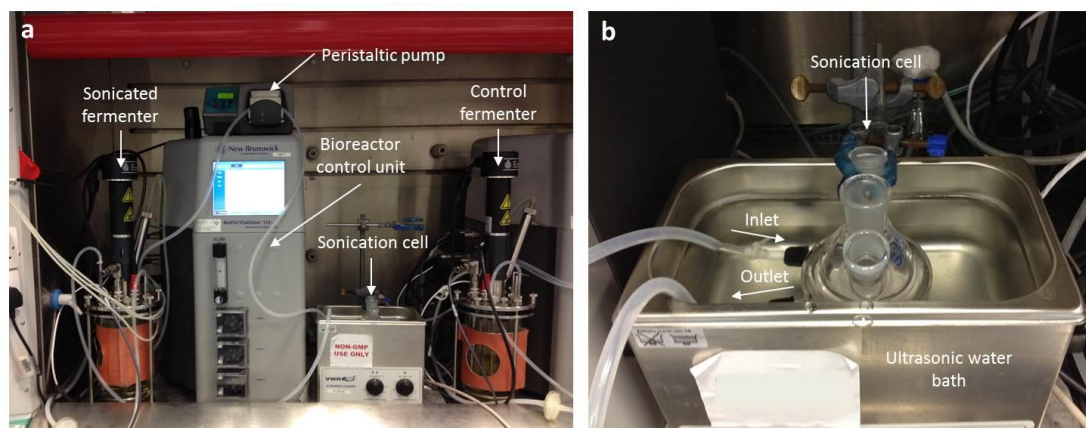 a
Peristaltic pump
Sonicated
fermenter
Control
fermenter
New Brunswick
Bioreactor
control unit
Sonication cell
NON-GMP
USE ONLY
VWR
b
Sonication cell
Inlet
Outlet
Ultrasonic water
bath